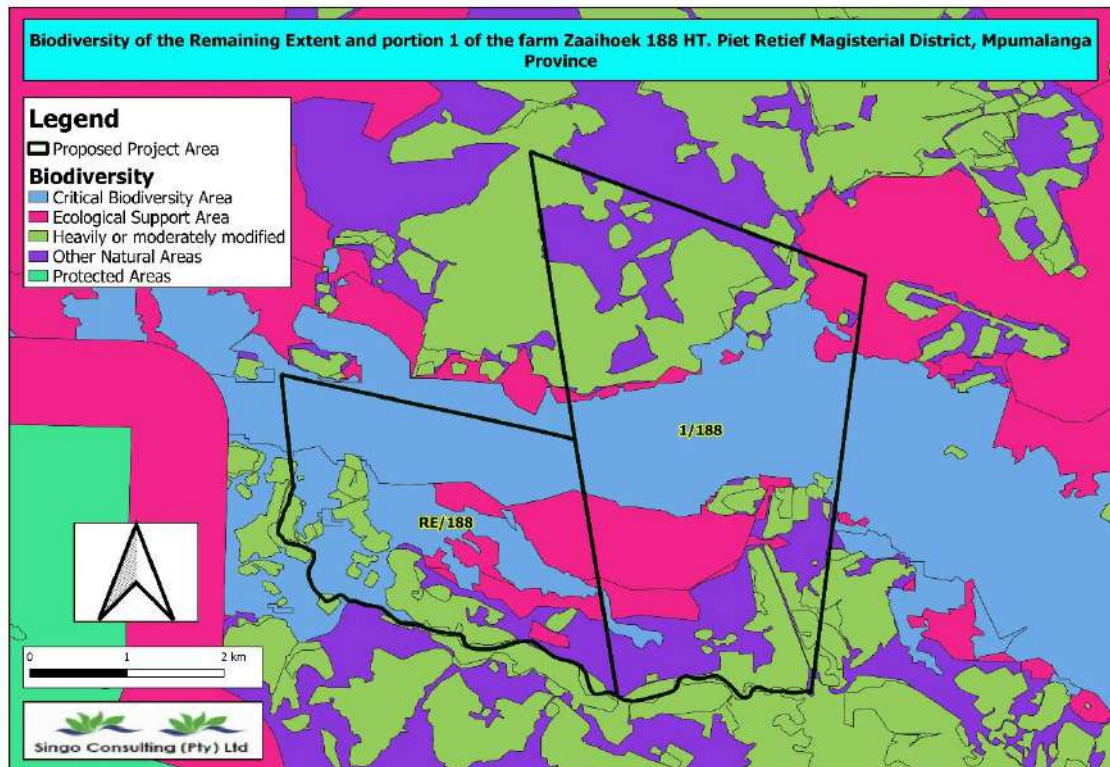 Biodiversity of the Remaining Extent and portion 1 of the farm Zaaihoek 188 HT. Piet Retief Magisterial District, Mpumalanga
Province
Legend
Proposed Project Area
Biodiversity
Critical Biodiversity Area
Ecological Support Area
Heavily or moderately modified
Other Natural Areas
Protected Areas
1/188
RE/188
0 1 2 km
Singo Consulting (Pty) Ltd